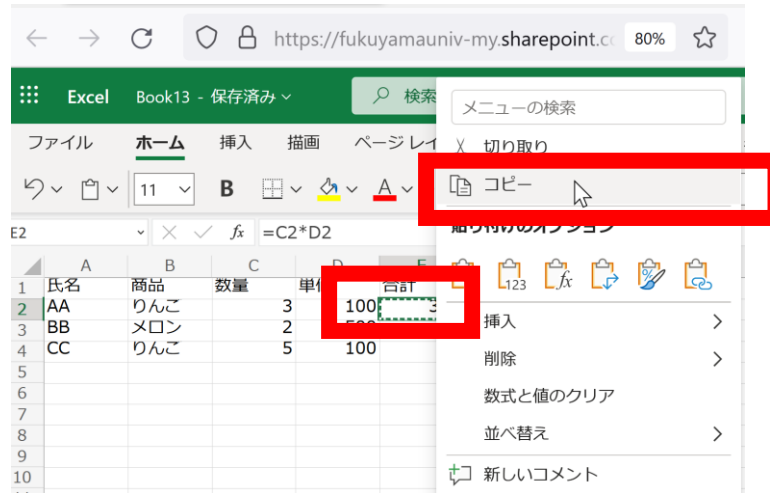 https://fukuyamauniv-my.sharepoint.c 80%
Excel Book13 - 保存済み 検索
メニューの検索
ファイル ホーム 挿入 描画 ページ レイ
切り取り
11 B A
コピー
E2 fx =C2*D2
貼り付けのオプション
123 fx %
A B C D E
1 氏名 商品 数量 単 合計
2 AA りんご 3 100 3
3 BB メロン 2
4 CC りんご 5 100
5
6
7
8
9
10
挿入
削除
数式と値のクリア
並べ替え
新しいコメント